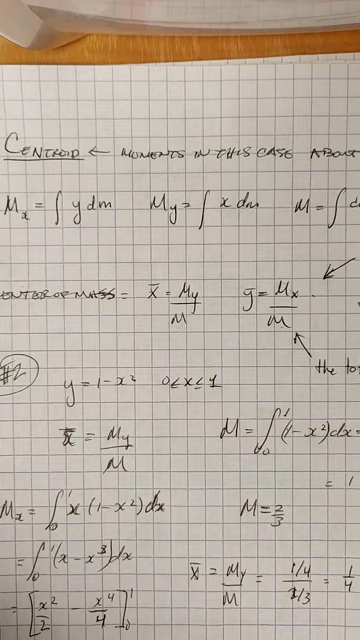 CENTROID ← MOMENTS IN THIS CASE ABOUT
Mx = ∫ y dm   My = ∫ x dm   M = ∫ d
ENTER OF MASS = x̄ = My/M   ȳ = Mx/M
the to
#2
y = 1-x²   0<x≤1
x̄ = My/M   M = ∫₀¹(1-x²)dx =
= 1
Mx = ∫₀¹ x (1-x²)dx   M = 2/3
= ∫₀¹(x - x³)dx
x̄ = My/M = (1/4)/(2/3) = 1/4
= [x²/2 - x⁴/4]₀¹